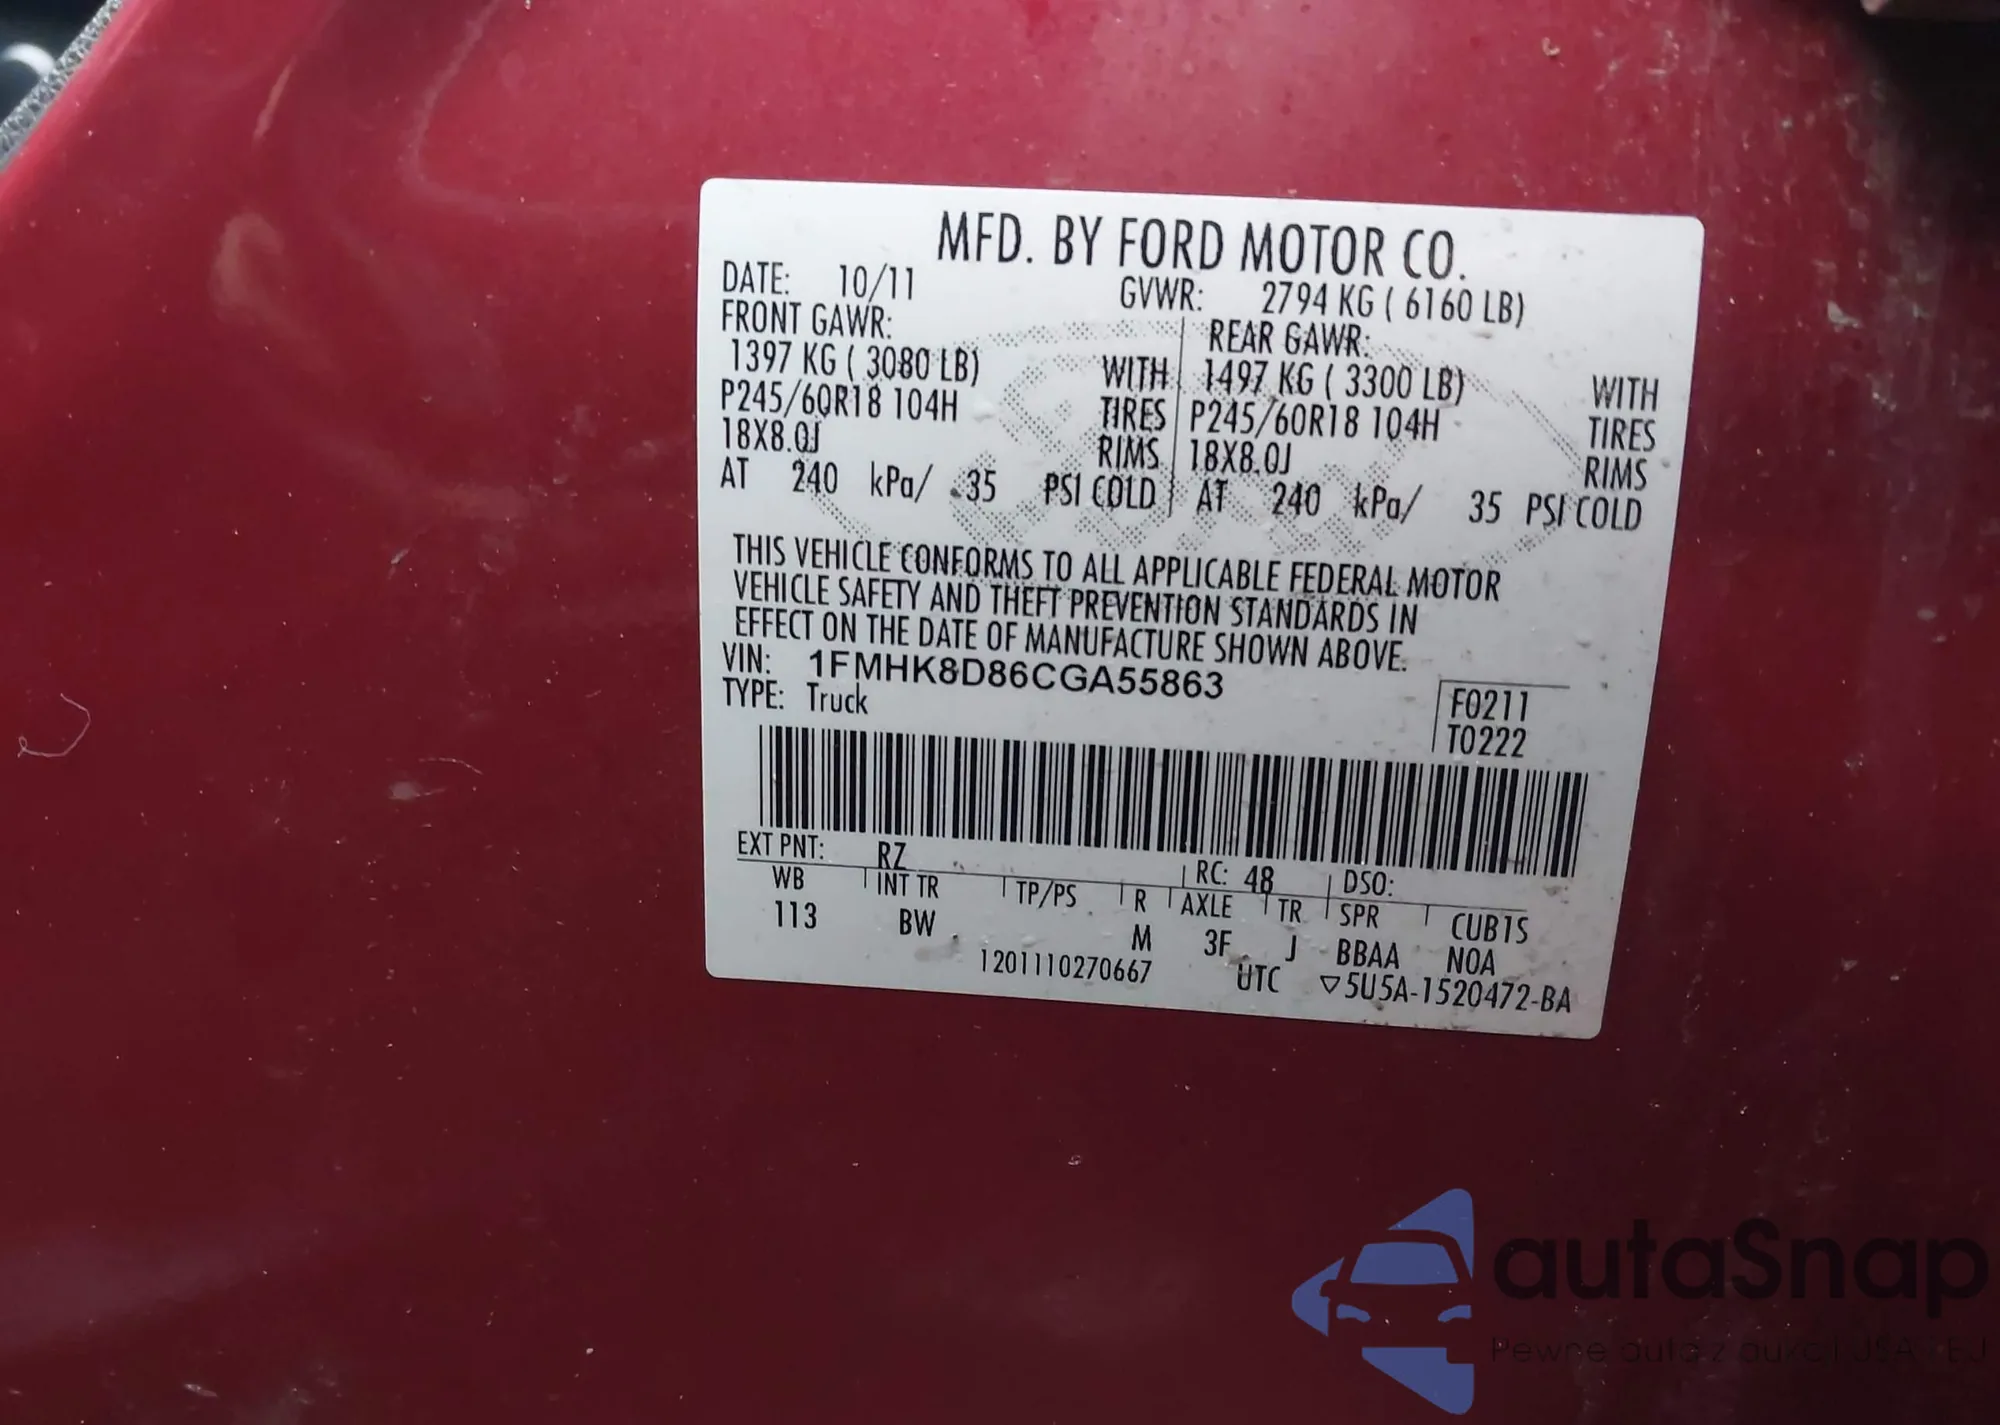 MFD. BY FORD MOTOR CO.
DATE: 10/11 GVWR: 2794 KG ( 6160 LB)
FRONT GAWR: REAR GAWR:
1397 KG ( 3080 LB) WITH 1497 KG ( 3300 LB) WITH
P245/60R18 104H TIRES P245/60R18 104H TIRES
18X8.0J RIMS 18X8.0J RIMS
AT 240 kPa/ 35 PSI COLD AT 240 kPa/ 35 PSI COLD
THIS VEHICLE CONFORMS TO ALL APPLICABLE FEDERAL MOTOR
VEHICLE SAFETY AND THEFT PREVENTION STANDARDS IN
EFFECT ON THE DATE OF MANUFACTURE SHOWN ABOVE.
VIN: 1FMHK8D86CGA55863
TYPE: Truck
F0211
T0222
EXT PNT: RZ RC: 48 DSO:
WB INT TR TP/PS R AXLE TR SPR CUB1S
113 BW M 3F J BBAA NOA
1201110270667 UTC ▽5U5A-1520472-BA
autaSnap
Pewne auta z aukcji USA